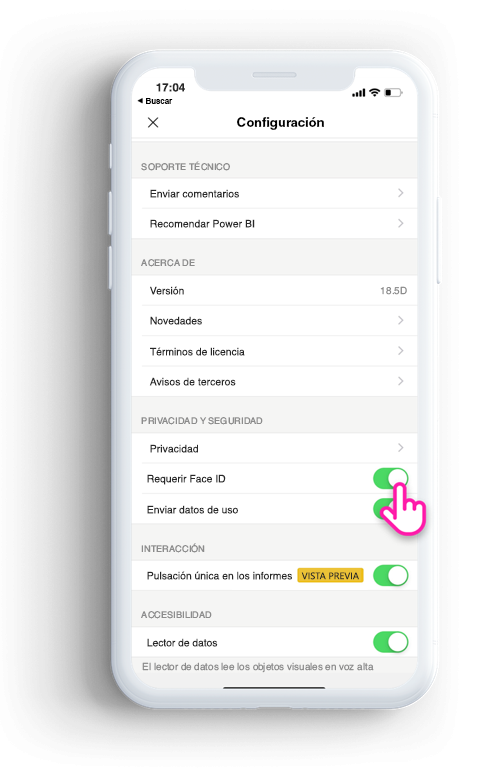 17:04
Buscar
Configuración
SOPORTE TÉCNICO
Enviar comentarios
Recomendar Power BI
ACERCA DE
Versión 18.5D
Novedades
Términos de licencia
Avisos de terceros
PRIVACIDAD Y SEGURIDAD
Privacidad
Requerir Face ID
Enviar datos de uso
INTERACCIÓN
Pulsación única en los informes VISTA PREVIA
ACCESIBILIDAD
Lector de datos
El lector de datos lee los objetos visuales en voz alta